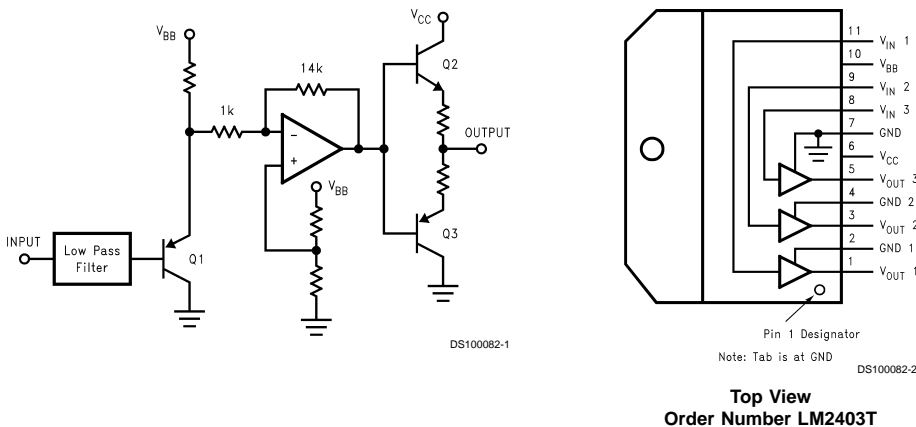 V_BB
V_CC
14k
Q2
1k
OUTPUT
V_BB
INPUT
Low Pass
Filter
Q1
Q3
DS100082-1
11 V_IN 1
10 V_BB
9 V_IN 2
8 V_IN 3
7 GND
6 V_CC
5 V_OUT 3
4 GND 2
3 V_OUT 2
2 GND 1
1 V_OUT 1
Pin 1 Designator
Note: Tab is at GND
DS100082-2
Top View
Order Number LM2403T